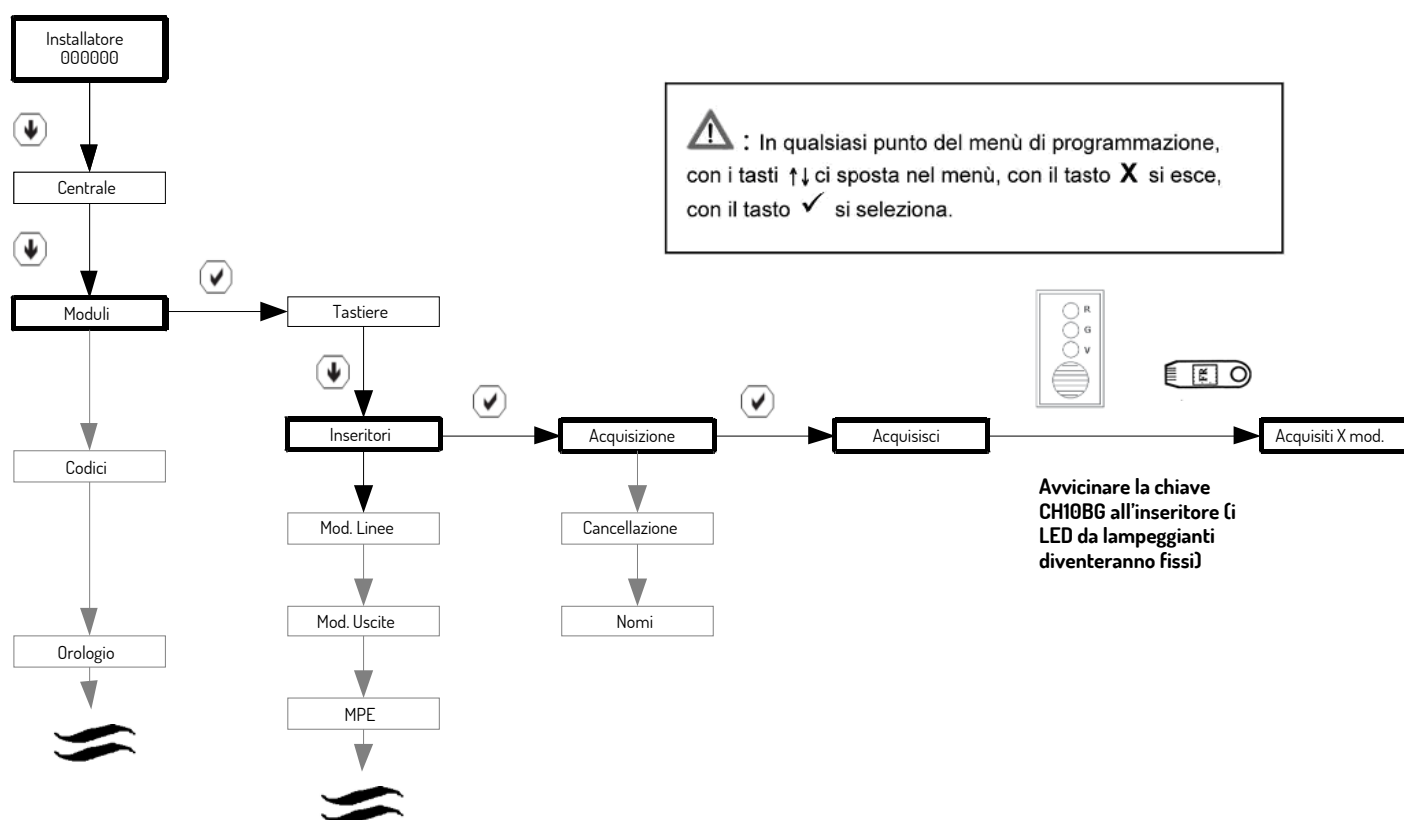 Installatore
000000
Centrale
Moduli
Codici
Orologio
: In qualsiasi punto del menù di programmazione,
con i tasti ↑↓ ci sposta nel menù, con il tasto X si esce,
con il tasto ✓ si seleziona.
Tastiere
Inseritori
Mod. Linee
Mod. Uscite
MPE
Acquisizione
Cancellazione
Nomi
Acquisisci
R
G
V
FR
Avvicinare la chiave
CH10BG all'inseritore (i
LED da lampeggianti
diventeranno fissi)
Acquisiti X mod.